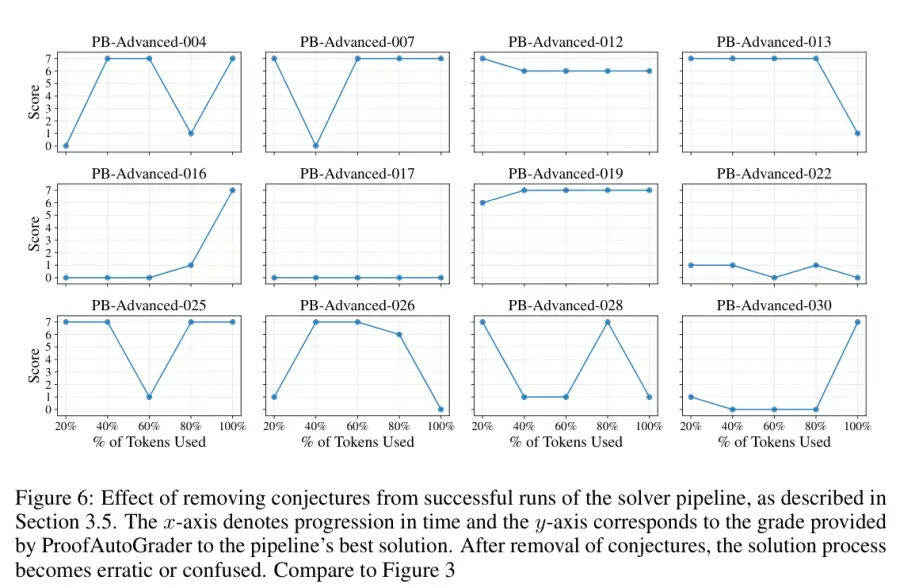 PB-Advanced-004 PB-Advanced-007 PB-Advanced-012 PB-Advanced-013
7
6
5
4
3
2
1
0
Score
PB-Advanced-016 PB-Advanced-017 PB-Advanced-019 PB-Advanced-022
7
6
5
4
3
2
1
0
Score
PB-Advanced-025 PB-Advanced-026 PB-Advanced-028 PB-Advanced-030
7
6
5
4
3
2
1
0
Score
20% 40% 60% 80% 100% 20% 40% 60% 80% 100% 20% 40% 60% 80% 100% 20% 40% 60% 80% 100%
% of Tokens Used % of Tokens Used % of Tokens Used % of Tokens Used
Figure 6: Effect of removing conjectures from successful runs of the solver pipeline, as described in
Section 3.5. The x-axis denotes progression in time and the y-axis corresponds to the grade provided
by ProofAutoGrader to the pipeline's best solution. After removal of conjectures, the solution process
becomes erratic or confused. Compare to Figure 3